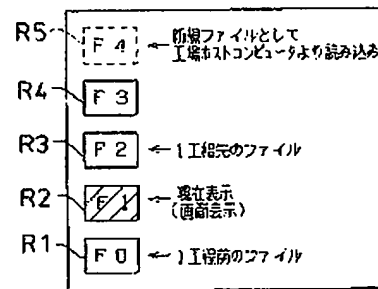 R5 F 4 ←新規ファイルとして
工場ホストコンピュータより読み込み
R4 F 3
R3 F 2 ←1工程先のファイル
R2 F 1 ←現在表示
(画面表示)
R1 F 0 ←1工程前のファイル